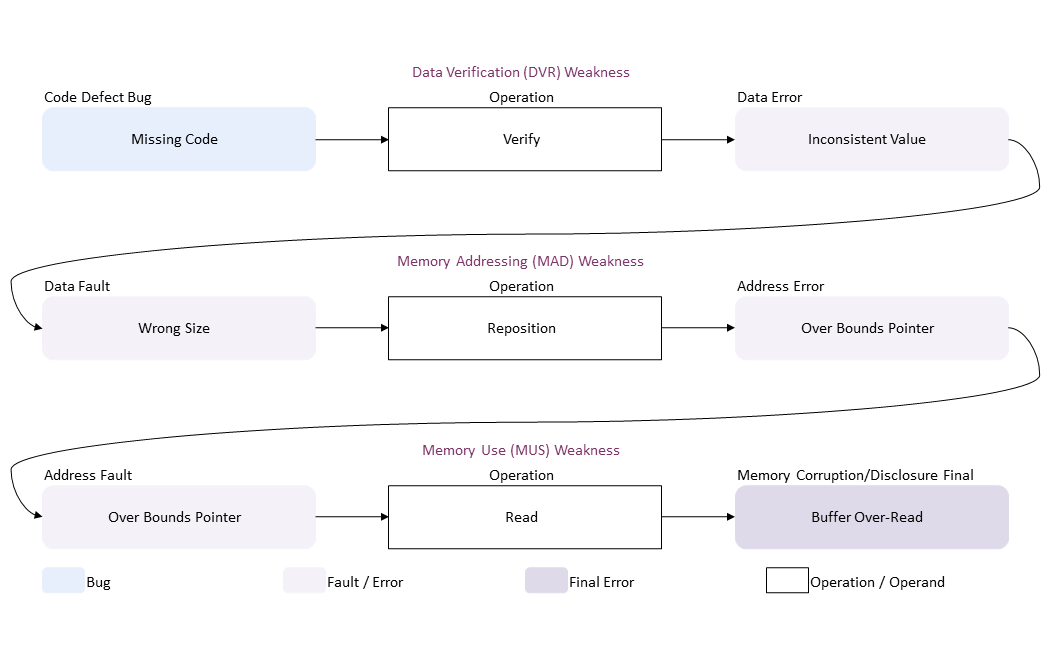 Data Verification (DVR) Weakness
Code Defect Bug
Operation
Data Error
Missing Code
Verify
Inconsistent Value
Memory Addressing (MAD) Weakness
Data Fault
Operation
Address Error
Wrong Size
Reposition
Over Bounds Pointer
Memory Use (MUS) Weakness
Address Fault
Operation
Memory Corruption/Disclosure Final
Over Bounds Pointer
Read
Buffer Over-Read
Bug
Fault / Error
Final Error
Operation / Operand